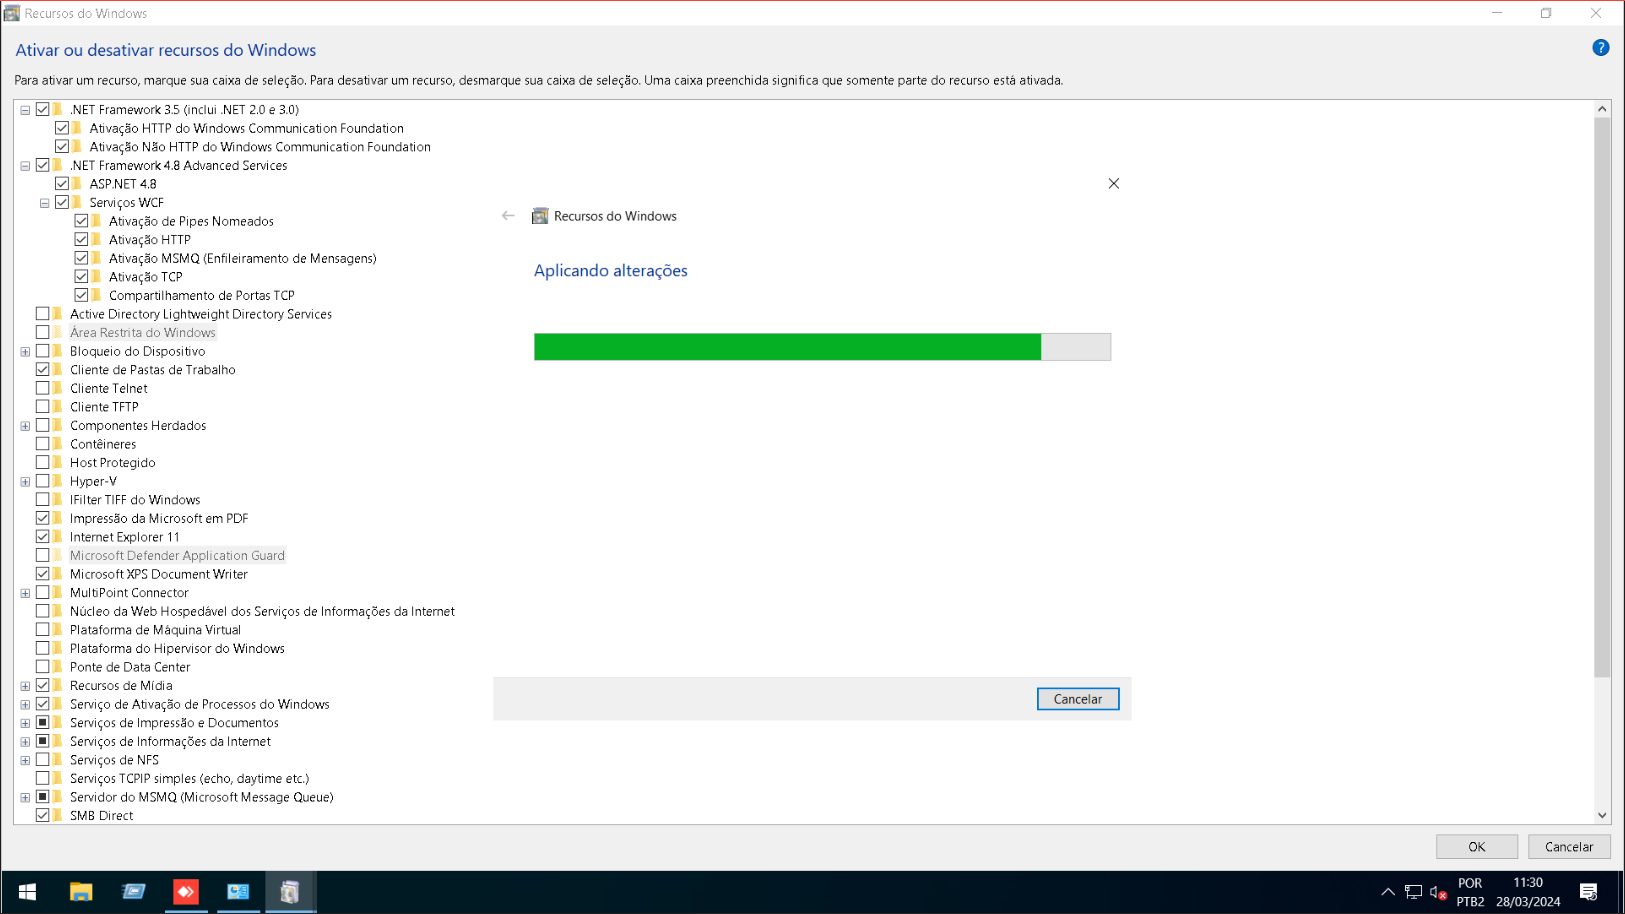 Recursos do Windows
Ativar ou desativar recursos do Windows
Para ativar um recurso, marque sua caixa de seleção. Para desativar um recurso, desmarque sua caixa de seleção. Uma caixa preenchida significa que somente parte do recurso está ativada.
.NET Framework 3.5 (inclui .NET 2.0 e 3.0)
Ativação HTTP do Windows Communication Foundation
Ativação Não HTTP do Windows Communication Foundation
.NET Framework 4.8 Advanced Services
ASP.NET 4.8
Serviços WCF
Ativação de Pipes Nomeados
Ativação HTTP
Ativação MSMQ (Enfileiramento de Mensagens)
Ativação TCP
Compartilhamento de Portas TCP
Active Directory Lightweight Directory Services
Área Restrita do Windows
Bloqueio do Dispositivo
Cliente de Pastas de Trabalho
Cliente Telnet
Cliente TFTP
Componentes Herdados
Contêineres
Host Protegido
Hyper-V
IFilter TIFF do Windows
Impressão da Microsoft em PDF
Internet Explorer 11
Microsoft Defender Application Guard
Microsoft XPS Document Writer
MultiPoint Connector
Núcleo da Web Hospedável dos Serviços de Informações da Internet
Plataforma de Máquina Virtual
Plataforma do Hipervisor do Windows
Ponte de Data Center
Recursos de Mídia
Serviço de Ativação de Processos do Windows
Serviços de Impressão e Documentos
Serviços de Informações da Internet
Serviços de NFS
Serviços TCPIP simples (echo, daytime etc.)
Servidor do MSMQ (Microsoft Message Queue)
SMB Direct
Recursos do Windows
Aplicando alterações
Cancelar
OK
Cancelar
POR
PTB2
11:30
28/03/2024